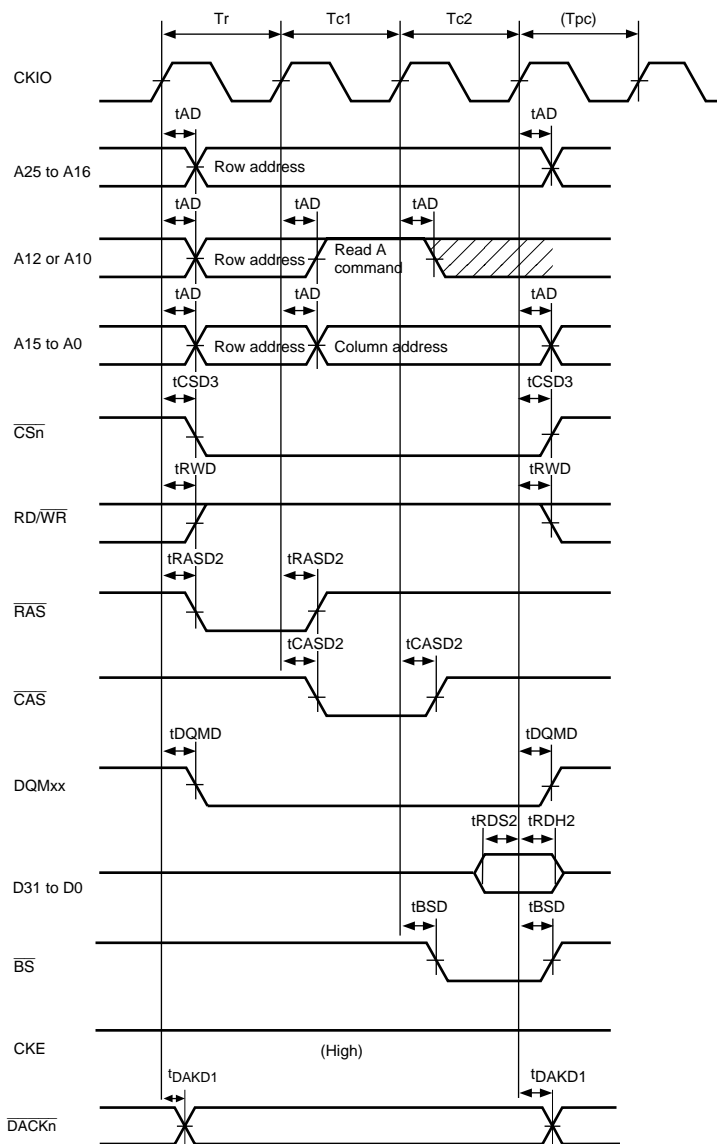 Tr Tc1 Tc2 (Tpc)
CKIO
tAD tAD
A25 to A16 Row address
tAD tAD tAD
A12 or A10 Row address Read A command
tAD tAD tAD
A15 to A0 Row address Column address
tCSD3 tCSD3
CSn
tRWD tRWD
RD/WR
tRASD2 tRASD2
RAS
tCASD2 tCASD2
CAS
tDQMD tDQMD
DQMxx
tRDS2 tRDH2
D31 to D0
tBSD tBSD
BS
CKE (High)
tDAKD1 tDAKD1
DACKn